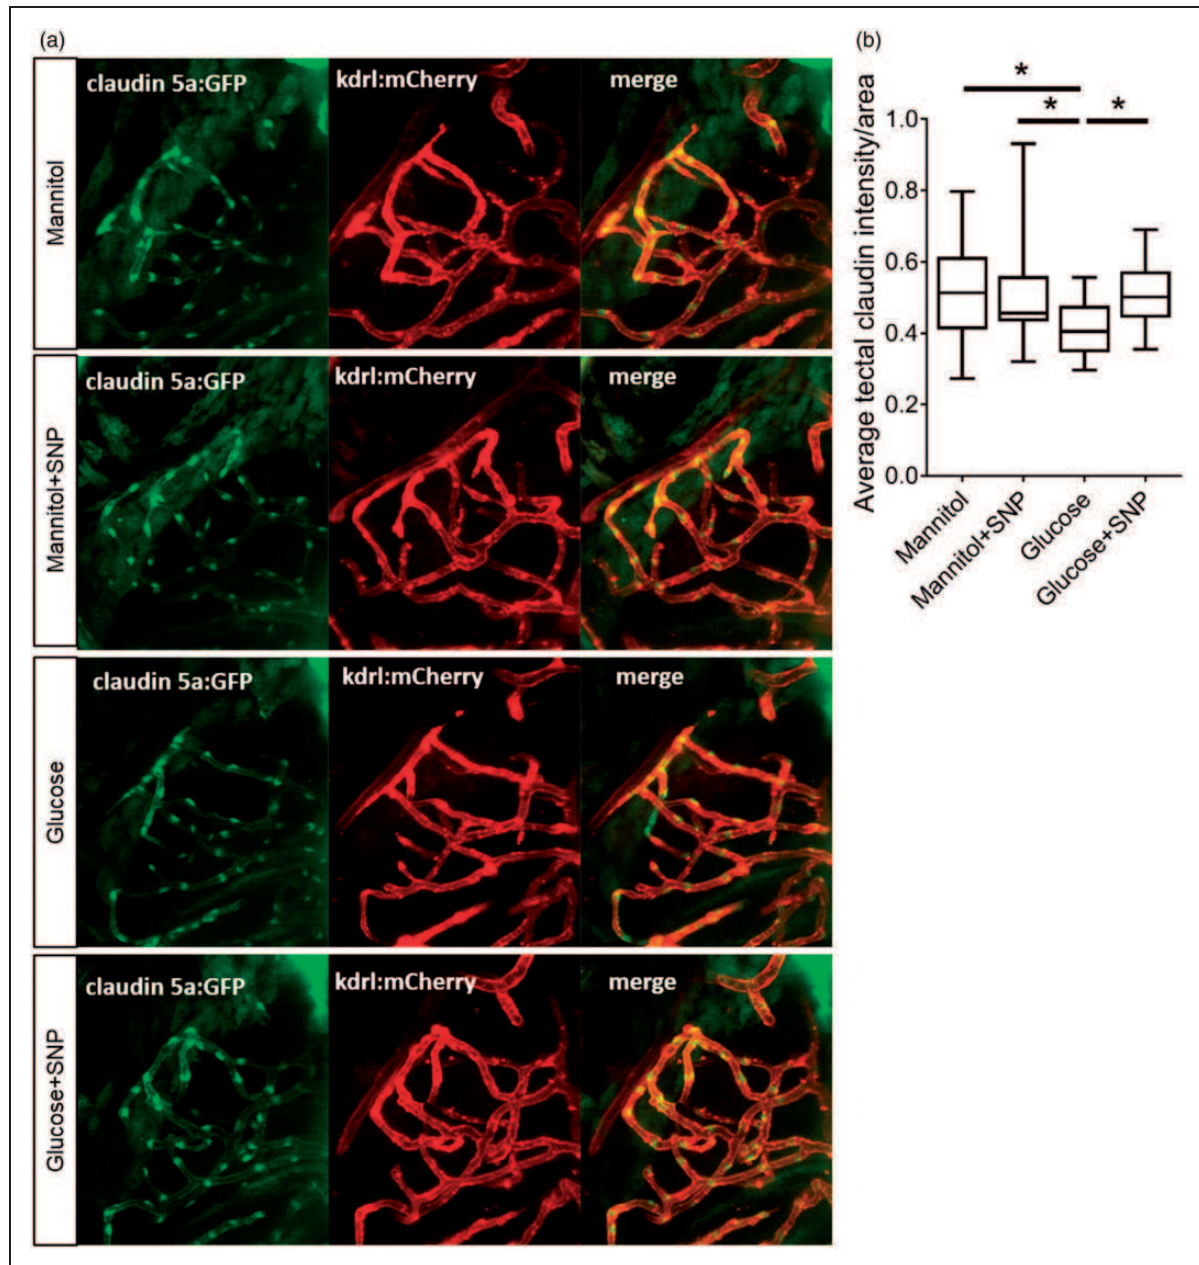 (a)
Mannitol
claudin 5a:GFP
kdrl:mCherry
merge
Mannitol+SNP
claudin 5a:GFP
kdrl:mCherry
merge
Glucose
claudin 5a:GFP
kdrl:mCherry
merge
Glucose+SNP
claudin 5a:GFP
kdrl:mCherry
merge
(b)
Average tectal claudin intensity/area
*
* *
1.0
0.8
0.6
0.4
0.2
0.0
Mannitol
Mannitol+SNP
Glucose
Glucose+SNP